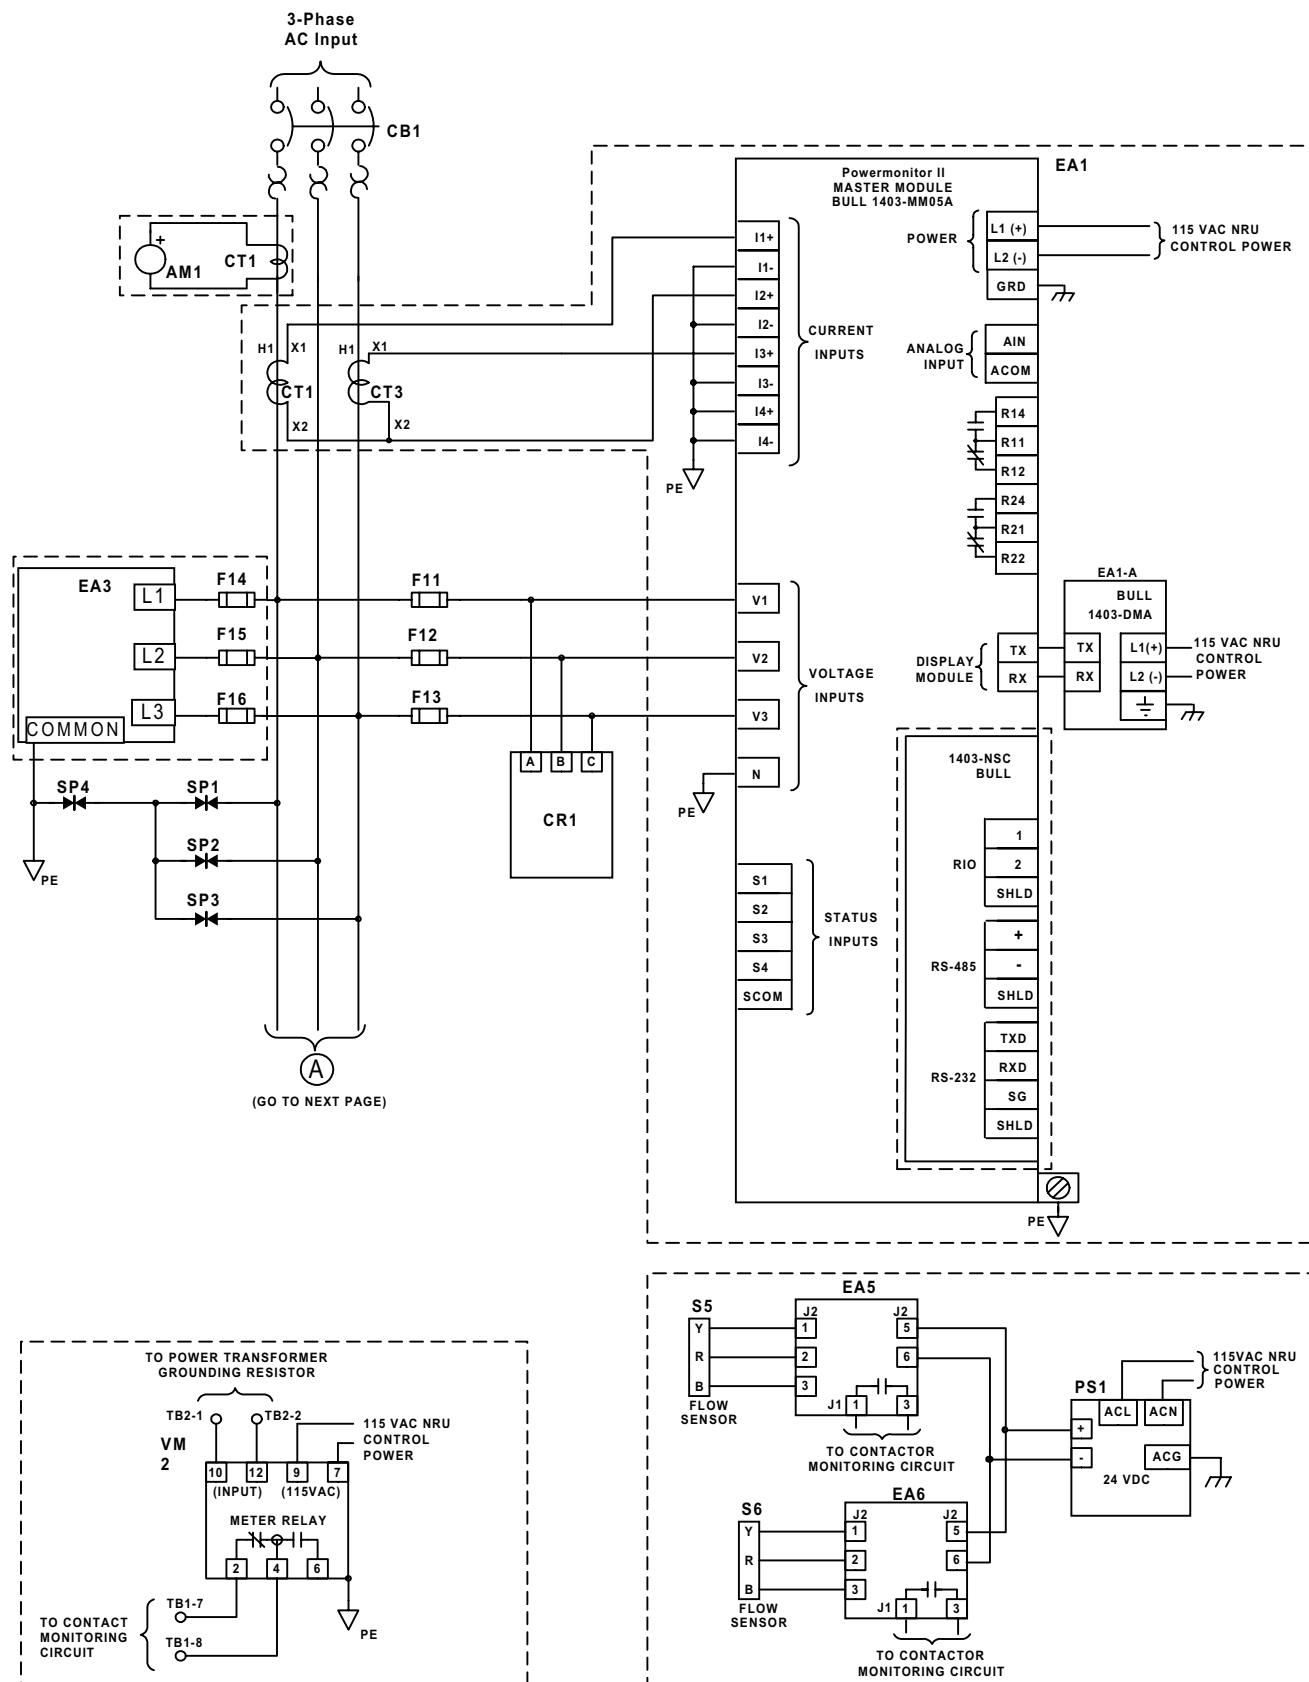 3-Phase
AC Input
CB1
AM1
+
CT1
H1
X1
H1
X1
CT1
CT3
X2
X2
EA1
Powermonitor II
MASTER MODULE
BULL 1403-MM05A
I1+
I1-
I2+
I2-
I3+
I3-
I4+
I4-
CURRENT
INPUTS
PE
POWER
L1 (+)
L2 (-)
GRD
115 VAC NRU
CONTROL POWER
ANALOG
INPUT
AIN
ACOM
R14
R11
R12
R24
R21
R22
EA3
L1
L2
L3
COMMON
F14
F15
F16
F11
F12
F13
V1
V2
V3
N
VOLTAGE
INPUTS
PE
A
B
C
CR1
DISPLAY
MODULE
TX
RX
EA1-A
BULL
1403-DMA
TX
RX
L1(+)
L2 (-)
115 VAC NRU
CONTROL
POWER
SP4
SP1
SP2
SP3
PE
S1
S2
S3
S4
SCOM
STATUS
INPUTS
1403-NSC
BULL
RIO
1
2
SHLD
RS-485
+
-
SHLD
RS-232
TXD
RXD
SG
SHLD
PE
A
(GO TO NEXT PAGE)
TO POWER TRANSFORMER
GROUNDING RESISTOR
TB2-1
TB2-2
VM
2
115 VAC NRU
CONTROL
POWER
10
12
9
7
(INPUT)
(115VAC)
METER RELAY
2
4
6
PE
TB1-7
TB1-8
TO CONTACT
MONITORING
CIRCUIT
S5
Y
R
B
FLOW
SENSOR
EA5
J2
J2
1
2
3
5
6
J1
1
3
TO CONTACTOR
MONITORING CIRCUIT
S6
Y
R
B
FLOW
SENSOR
EA6
J2
J2
1
2
3
5
6
J1
1
3
TO CONTACTOR
MONITORING CIRCUIT
PS1
115VAC NRU
CONTROL
POWER
ACL
ACN
+
-
ACG
24 VDC